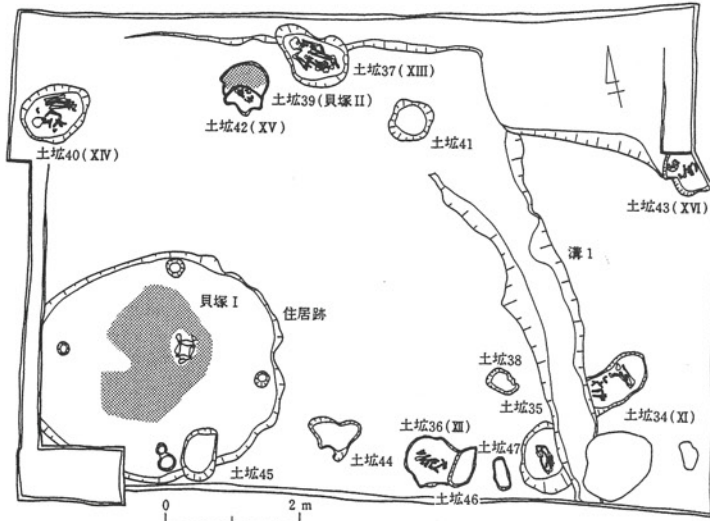 土坑37(XIII)
土坑39(貝塚II)
土坑42(XV)
土坑41
土坑40(XIV)
土坑43(XVI)
溝1
貝塚I
住居跡
土坑38
土坑35
土坑34(XI)
土坑36(XII)
土坑47
土坑44
土坑45
土坑46
0 2m